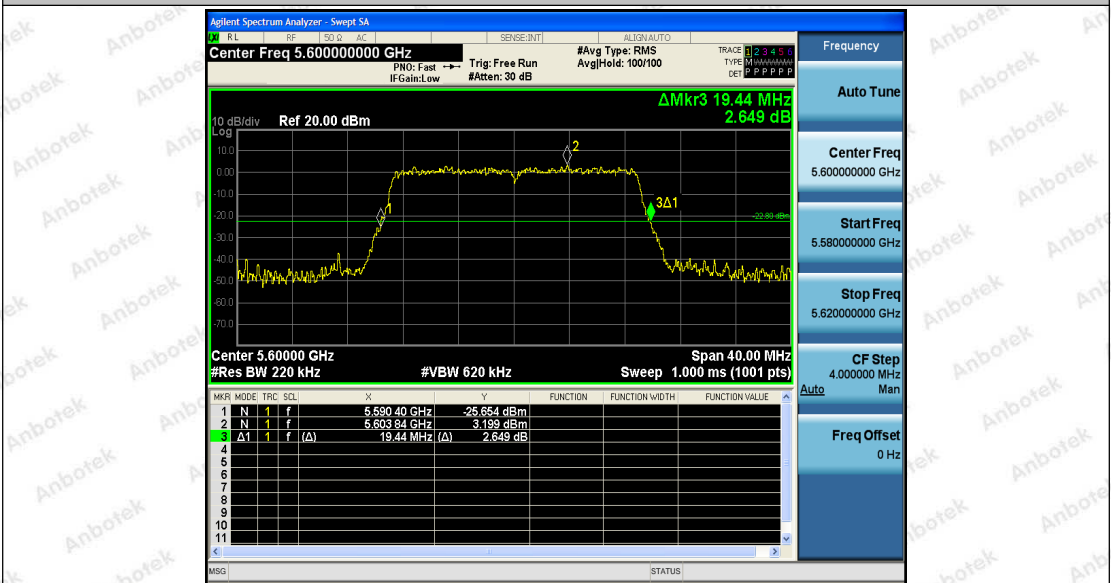 Agilent Spectrum Analyzer - Swept SA
LXI RL RF 50 Ω AC SENSE:INT ALIGNAUTO
Center Freq 5.600000000 GHz
PNO: Fast
IFGain:Low
Trig: Free Run
#Atten: 30 dB
#Avg Type: RMS
Avg|Hold: 100/100
TRACE 1 2 3 4 5 6
TYPE M
DET P P P P P P
Frequency
ΔMkr3 19.44 MHz
2.649 dB
10 dB/div Ref 20.00 dBm
Log
10.0
0.00
-10.0
-20.0
-30.0
-40.0
-50.0
-60.0
-70.0
1
2
3Δ1
-22.80 dBm
Center 5.60000 GHz Span 40.00 MHz
#Res BW 220 kHz #VBW 620 kHz Sweep 1.000 ms (1001 pts)
MKR MODE TRC SCL X Y FUNCTION FUNCTION WIDTH FUNCTION VALUE
1 N 1 f 5.590 40 GHz -25.654 dBm
2 N 1 f 5.603 84 GHz 3.199 dBm
3 Δ1 1 f (Δ) 19.44 MHz (Δ) 2.649 dB
4
5
6
7
8
9
10
11
MSG STATUS
Auto Tune
Center Freq
5.600000000 GHz
Start Freq
5.580000000 GHz
Stop Freq
5.620000000 GHz
CF Step
4.000000 MHz
Auto Man
Freq Offset
0 Hz
Anbotek